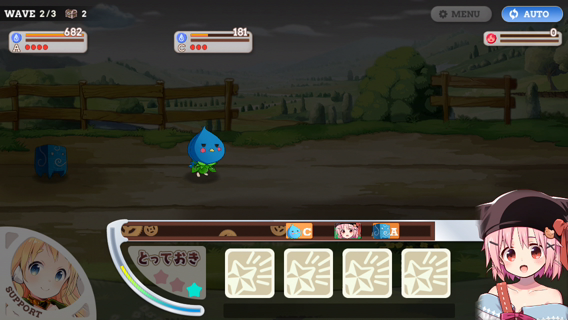 WAVE 2/3 2
MENU
AUTO
682
A
181
C
0
C
A
とっておき
SUPPORT